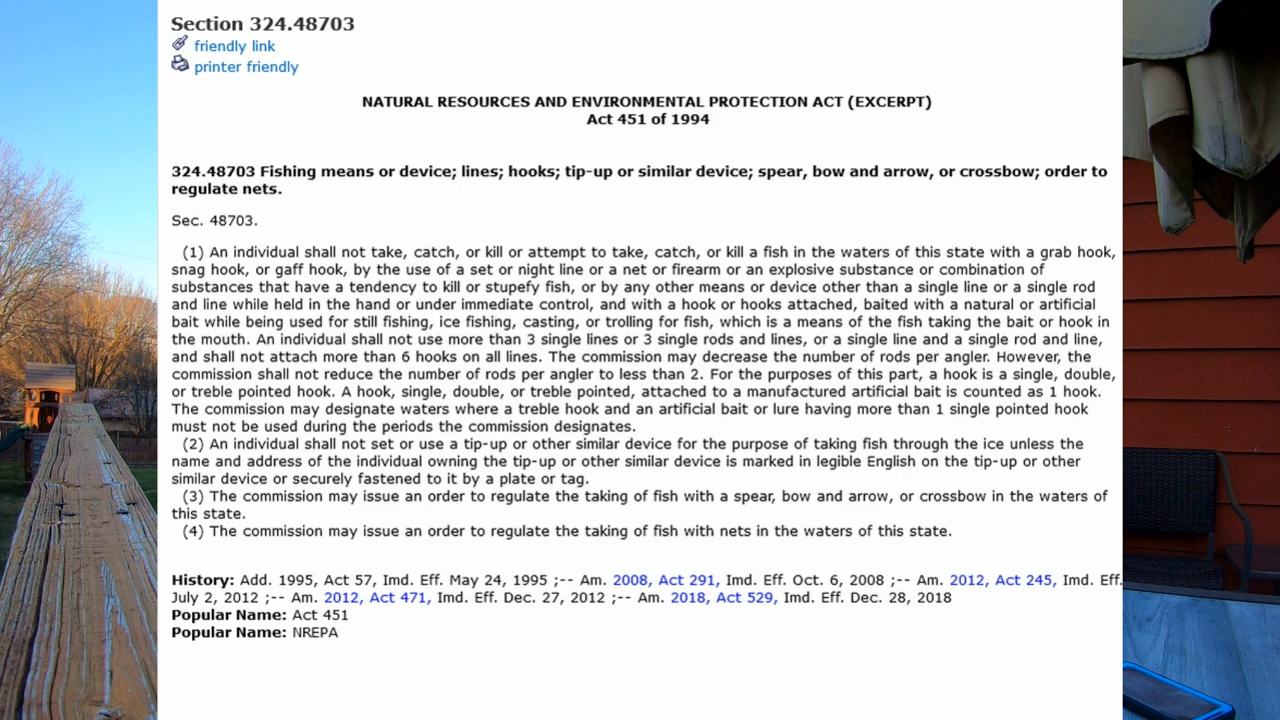 Section 324.48703
friendly link
printer friendly
NATURAL RESOURCES AND ENVIRONMENTAL PROTECTION ACT (EXCERPT)
Act 451 of 1994
324.48703 Fishing means or device; lines; hooks; tip-up or similar device; spear, bow and arrow, or crossbow; order to
regulate nets.
Sec. 48703.
(1) An individual shall not take, catch, or kill or attempt to take, catch, or kill a fish in the waters of this state with a grab hook,
snag hook, or gaff hook, by the use of a set or night line or a net or firearm or an explosive substance or combination of
substances that have a tendency to kill or stupefy fish, or by any other means or device other than a single line or a single rod
and line while held in the hand or under immediate control, and with a hook or hooks attached, baited with a natural or artificial
bait while being used for still fishing, ice fishing, casting, or trolling for fish, which is a means of the fish taking the bait or hook in
the mouth. An individual shall not use more than 3 single lines or 3 single rods and lines, or a single line and a single rod and line,
and shall not attach more than 6 hooks on all lines. The commission may decrease the number of rods per angler. However, the
commission shall not reduce the number of rods per angler to less than 2. For the purposes of this part, a hook is a single, double,
or treble pointed hook. A hook, single, double, or treble pointed, attached to a manufactured artificial bait is counted as 1 hook.
The commission may designate waters where a treble hook and an artificial bait or lure having more than 1 single pointed hook
must not be used during the periods the commission designates.
(2) An individual shall not set or use a tip-up or other similar device for the purpose of taking fish through the ice unless the
name and address of the individual owning the tip-up or other similar device is marked in legible English on the tip-up or other
similar device or securely fastened to it by a plate or tag.
(3) The commission may issue an order to regulate the taking of fish with a spear, bow and arrow, or crossbow in the waters of
this state.
(4) The commission may issue an order to regulate the taking of fish with nets in the waters of this state.
History: Add. 1995, Act 57, Imd. Eff. May 24, 1995 ;-- Am. 2008, Act 291, Imd. Eff. Oct. 6, 2008 ;-- Am. 2012, Act 245, Imd. Eff.
July 2, 2012 ;-- Am. 2012, Act 471, Imd. Eff. Dec. 27, 2012 ;-- Am. 2018, Act 529, Imd. Eff. Dec. 28, 2018
Popular Name: Act 451
Popular Name: NREPA